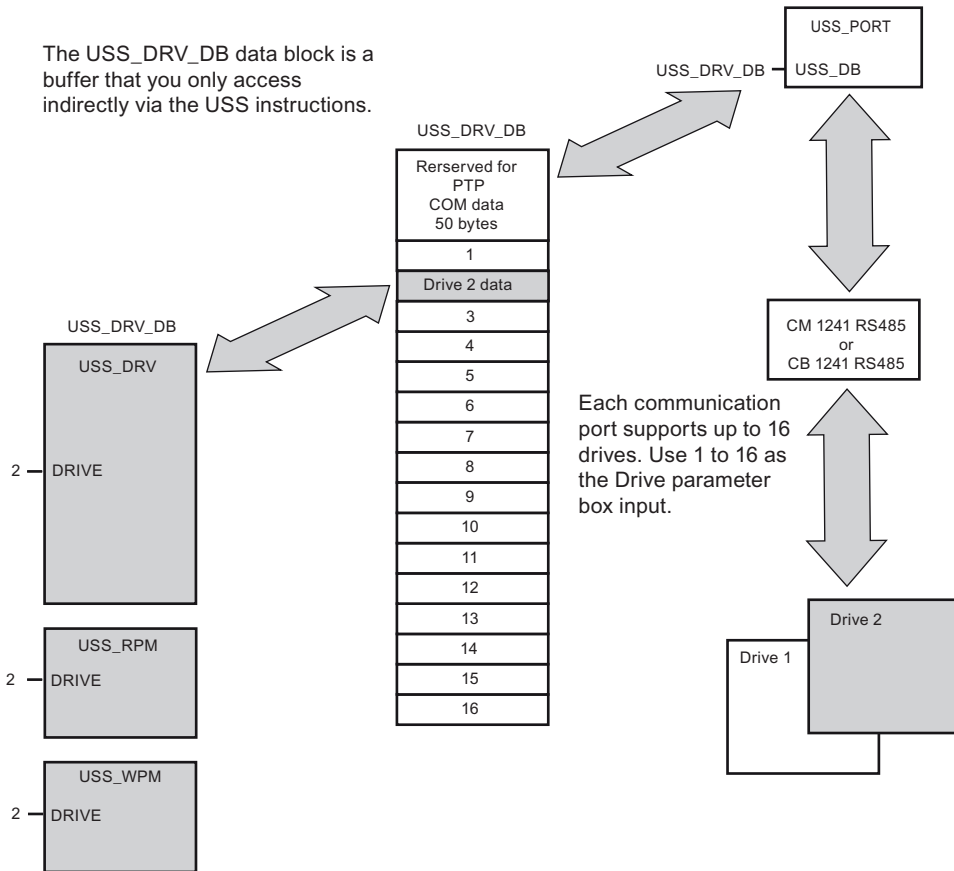 The USS_DRV_DB data block is a
buffer that you only access
indirectly via the USS instructions.
USS_PORT
USS_DRV_DB
USS_DB
USS_DRV_DB
Rerserved for
PTP
COM data
50 bytes
1
Drive 2 data
3
4
5
6
7
8
9
10
11
12
13
14
15
16
USS_DRV_DB
USS_DRV
2
DRIVE
USS_RPM
2
DRIVE
USS_WPM
2
DRIVE
CM 1241 RS485
or
CB 1241 RS485
Each communication
port supports up to 16
drives. Use 1 to 16 as
the Drive parameter
box input.
Drive 2
Drive 1